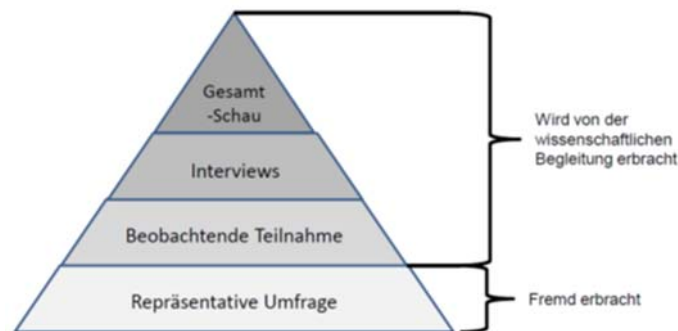 Gesamt
-Schau
Interviews
Beobachtende Teilnahme
Repräsentative Umfrage
Wird von der
wissenschaftlichen
Begleitung erbracht
Fremd erbracht